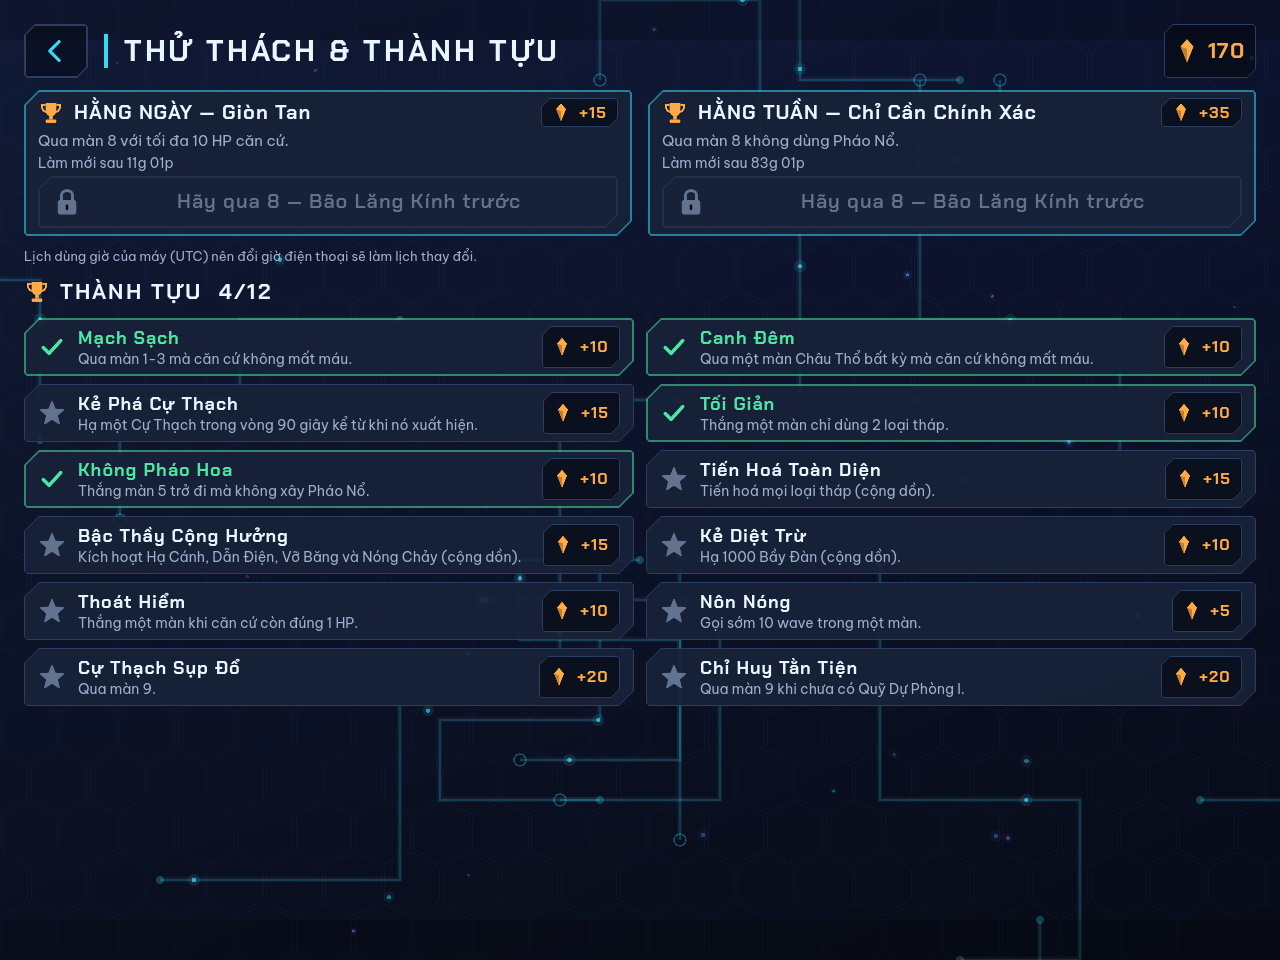 THỬ THÁCH & THÀNH TỰU
170
HẰNG NGÀY — Giòn Tan
+15
Qua màn 8 với tối đa 10 HP căn cứ.
Làm mới sau 11g 01p
Hãy qua 8 — Bão Lăng Kính trước
HẰNG TUẦN — Chỉ Cần Chính Xác
+35
Qua màn 8 không dùng Pháo Nổ.
Làm mới sau 83g 01p
Hãy qua 8 — Bão Lăng Kính trước
Lịch dùng giờ của máy (UTC) nên đổi giờ điện thoại sẽ làm lịch thay đổi.
THÀNH TỰU 4/12
Mạch Sạch
Qua màn 1-3 mà căn cứ không mất máu.
+10
Canh Đêm
Qua một màn Châu Thổ bất kỳ mà căn cứ không mất máu.
+10
Kẻ Phá Cự Thạch
Hạ một Cự Thạch trong vòng 90 giây kể từ khi nó xuất hiện.
+15
Tối Giản
Thắng một màn chỉ dùng 2 loại tháp.
+10
Không Pháo Hoa
Thắng màn 5 trở đi mà không xây Pháo Nổ.
+10
Tiến Hoá Toàn Diện
Tiến hoá mọi loại tháp (cộng dồn).
+15
Bậc Thầy Cộng Hưởng
Kích hoạt Hạ Cánh, Dẫn Điện, Vỡ Băng và Nóng Chảy (cộng dồn).
+15
Kẻ Diệt Trừ
Hạ 1000 Bầy Đàn (cộng dồn).
+10
Thoát Hiểm
Thắng một màn khi căn cứ còn đúng 1 HP.
+10
Nôn Nóng
Gọi sớm 10 wave trong một màn.
+5
Cự Thạch Sụp Đổ
Qua màn 9.
+20
Chỉ Huy Tằn Tiện
Qua màn 9 khi chưa có Quỹ Dự Phòng I.
+20